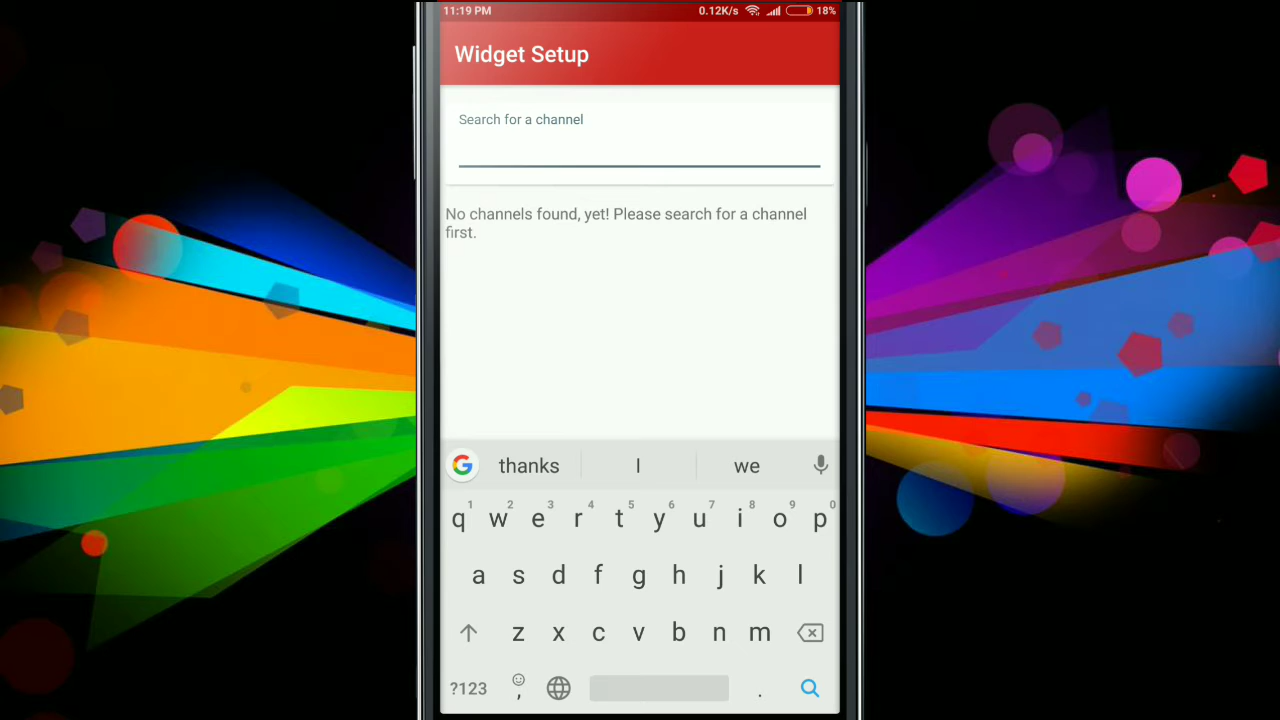 11:19 PM 0.12K/s 18%
Widget Setup
Search for a channel
No channels found, yet! Please search for a channel
first.
G thanks I we
1 2 3 4 5 6 7 8 9 0
q w e r t y u i o p
a s d f g h j k l
z x c v b n m
?123 , .